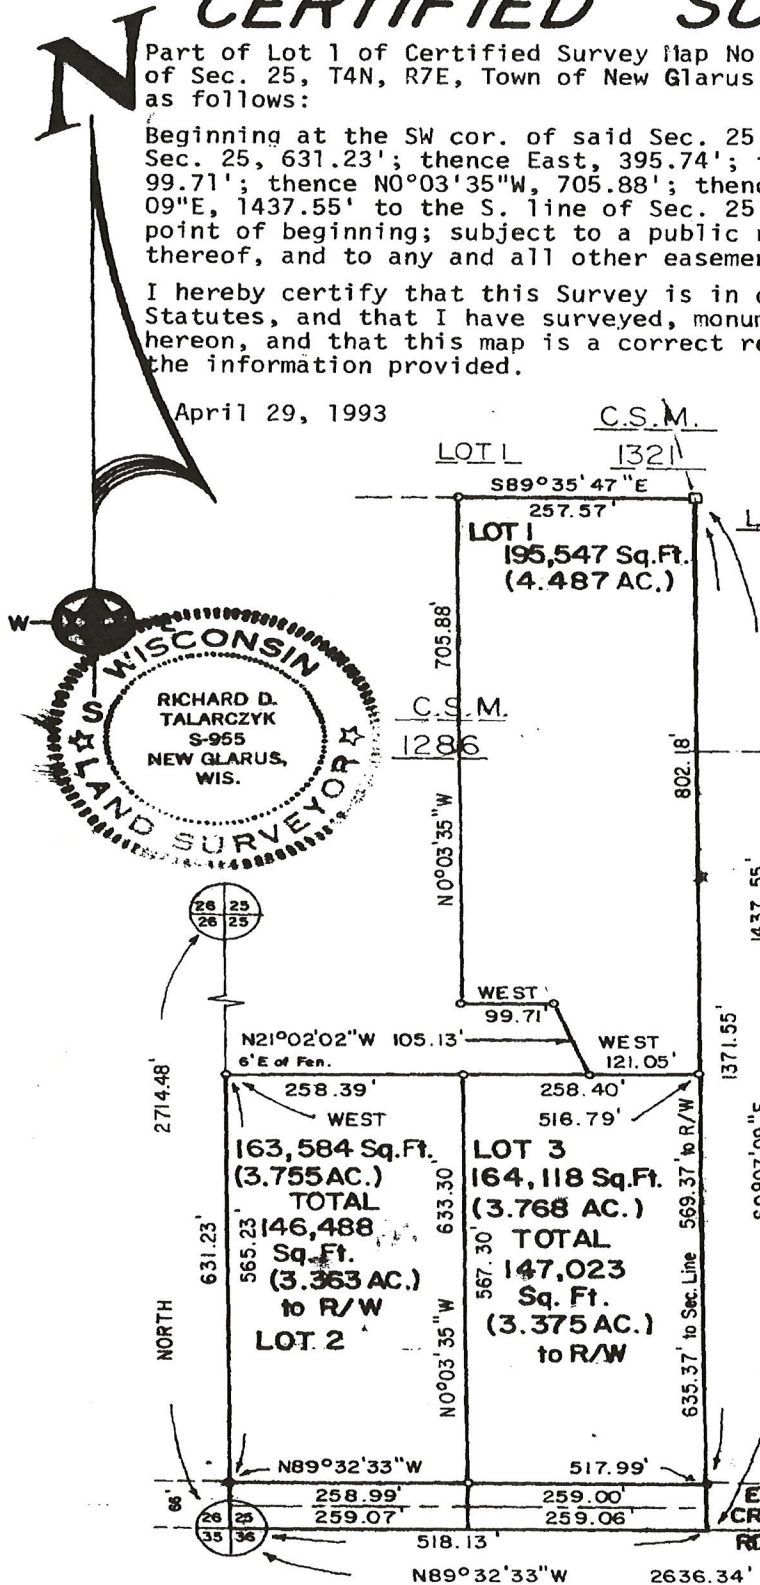 CERTIFIED SU
N
Part of Lot 1 of Certified Survey Map No
of Sec. 25, T4N, R7E, Town of New Glarus
as follows:
Beginning at the SW cor. of said Sec. 25
Sec. 25, 631.23'; thence East, 395.74';
99.71'; thence N0°03'35"W, 705.88'; thenc
09"E, 1437.55' to the S. line of Sec. 25
point of beginning; subject to a public
thereof, and to any and all other easeme
I hereby certify that this Survey is in
Statutes, and that I have surveyed, monum
hereon, and that this map is a correct re
the information provided.
April 29, 1993
C.S.M.
1321
LOT 1
S89°35'47"E
257.57'
LOT 1
195,547 Sq.Ft.
(4.487 AC.)
705.88'
W
E
S
WISCONSIN
RICHARD D.
TALARCZYK
S-955
NEW GLARUS,
WIS.
LAND SURVEYOR
C.S.M.
1286
802.18'
N0°03'35"W
1437.55'
26 25
26 25
WEST
99.71'
N21°02'02"W 105.13'
WEST
121.05'
6'E of Fen.
1371.55'
2714.48'
258.39'
258.40'
WEST
516.79'
163,584 Sq.Ft.
(3.755AC.)
TOTAL
146,488
Sq.Ft.
(3.363 AC.)
to R/W
LOT 2
LOT 3
164,118 Sq.Ft.
(3.768 AC.)
TOTAL
147,023
Sq. Ft.
(3.375 AC.)
to R/W
631.23'
565.23'
633.30
567.30'
569.37' to R/W
635.37' to Sec. Line
S0°07'09"E
NORTH
N0°03'35"W
N89°32'33"W
517.99'
66'
258.99'
259.00'
259.07'
259.06'
26 25
35 36
518.13'
N89°32'33"W 2636.34'
E
CR
RD